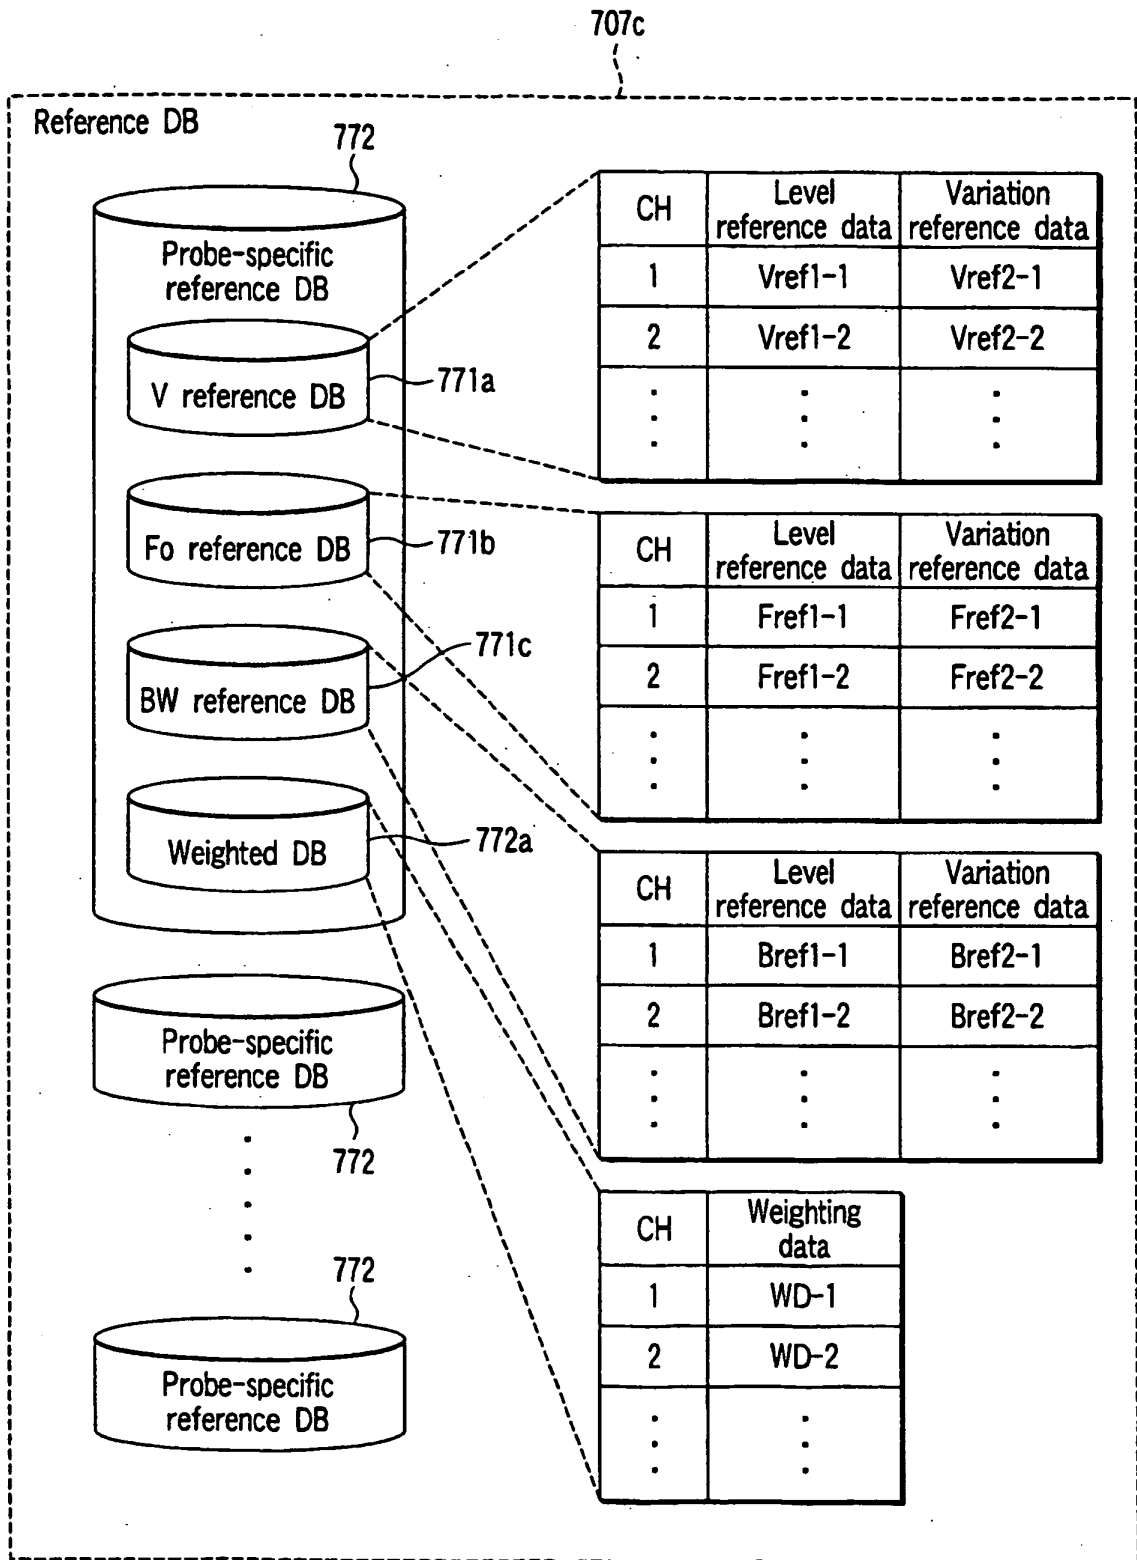 707c
Reference DB
772
Probe-specific
reference DB
V reference DB
771a
Fo reference DB
771b
BW reference DB
771c
Weighted DB
772a
Probe-specific
reference DB
772
772
Probe-specific
reference DB
CH Level reference data Variation reference data
1 Vref1-1 Vref2-1
2 Vref1-2 Vref2-2
CH Level reference data Variation reference data
1 Fref1-1 Fref2-1
2 Fref1-2 Fref2-2
CH Level reference data Variation reference data
1 Bref1-1 Bref2-1
2 Bref1-2 Bref2-2
CH Weighting data
1 WD-1
2 WD-2